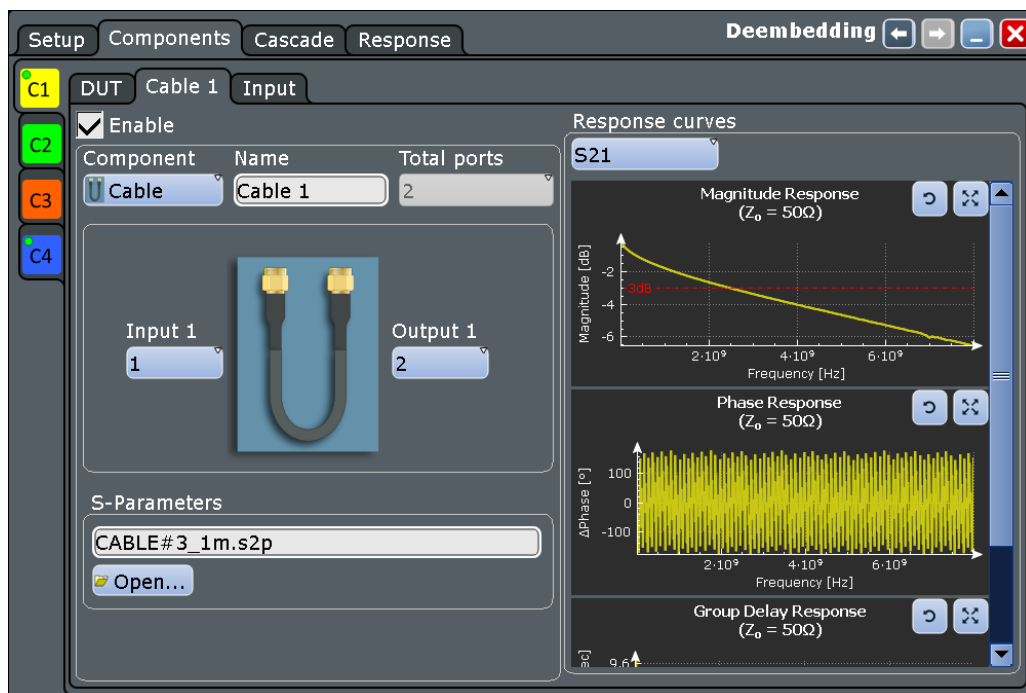 Setup Components Cascade Response Deembedding
C1 DUT Cable 1 Input
C2
C3
C4
Enable
Component Name Total ports
Cable Cable 1 2
Input 1 Output 1
1 2
S-Parameters
CABLE#3_1m.s2p
Open...
Response curves
S21
Magnitude Response
(Z₀ = 50Ω)
Magnitude [dB]
-2
-3dB
-4
-6
2·10⁹ 4·10⁹ 6·10⁹
Frequency [Hz]
Phase Response
(Z₀ = 50Ω)
ΔPhase [°]
100
0
-100
2·10⁹ 4·10⁹ 6·10⁹
Frequency [Hz]
Group Delay Response
(Z₀ = 50Ω)
ec]
9.6